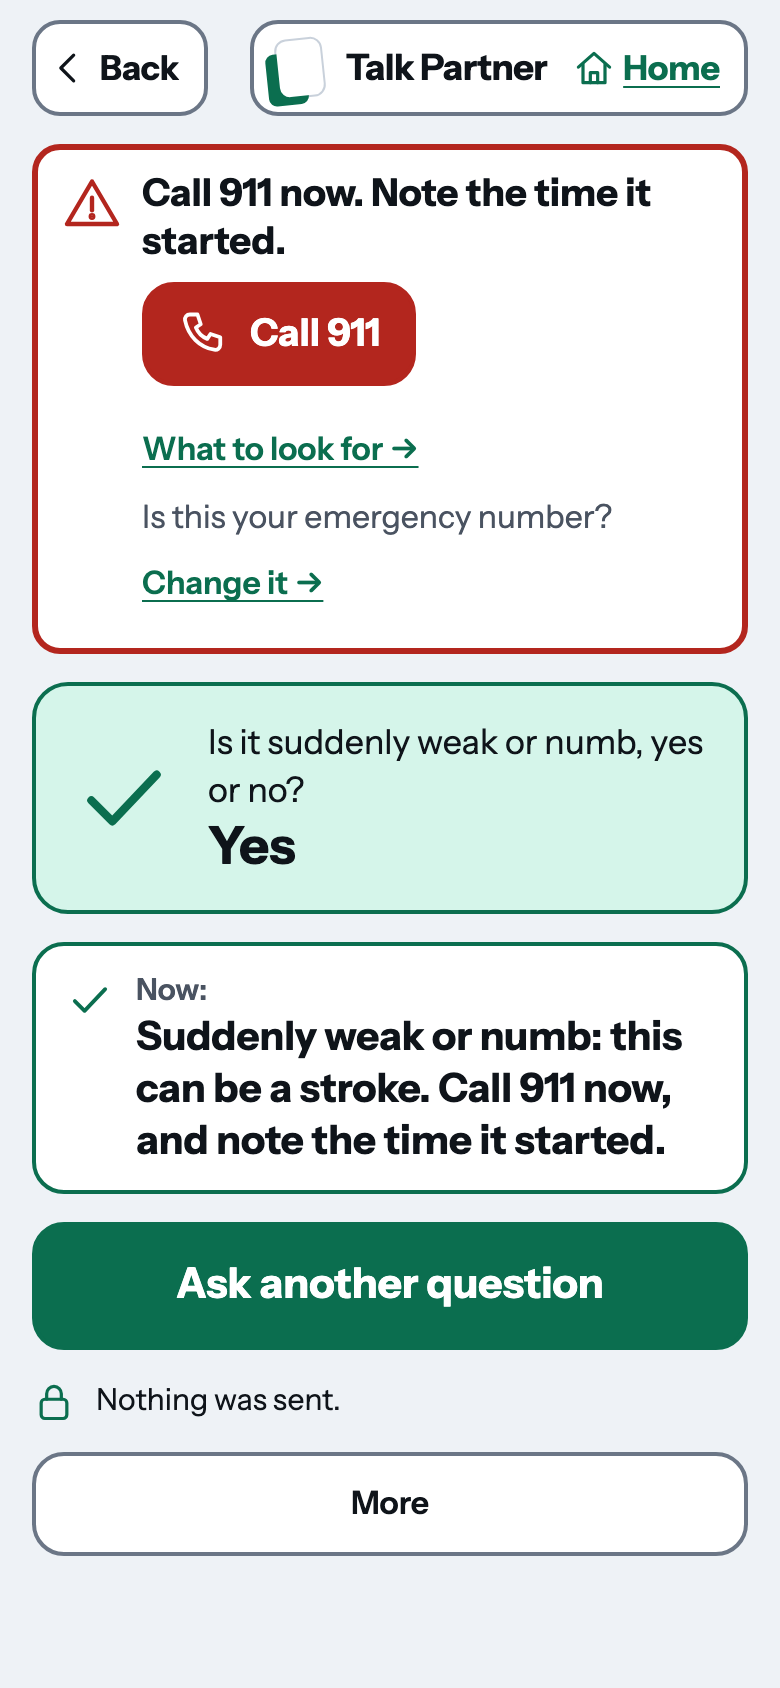 Back
Talk Partner
Home
Call 911 now. Note the time it
started.
Call 911
What to look for →
Is this your emergency number?
Change it →
Is it suddenly weak or numb, yes
or no?
Yes
Now:
Suddenly weak or numb: this
can be a stroke. Call 911 now,
and note the time it started.
Ask another question
Nothing was sent.
More